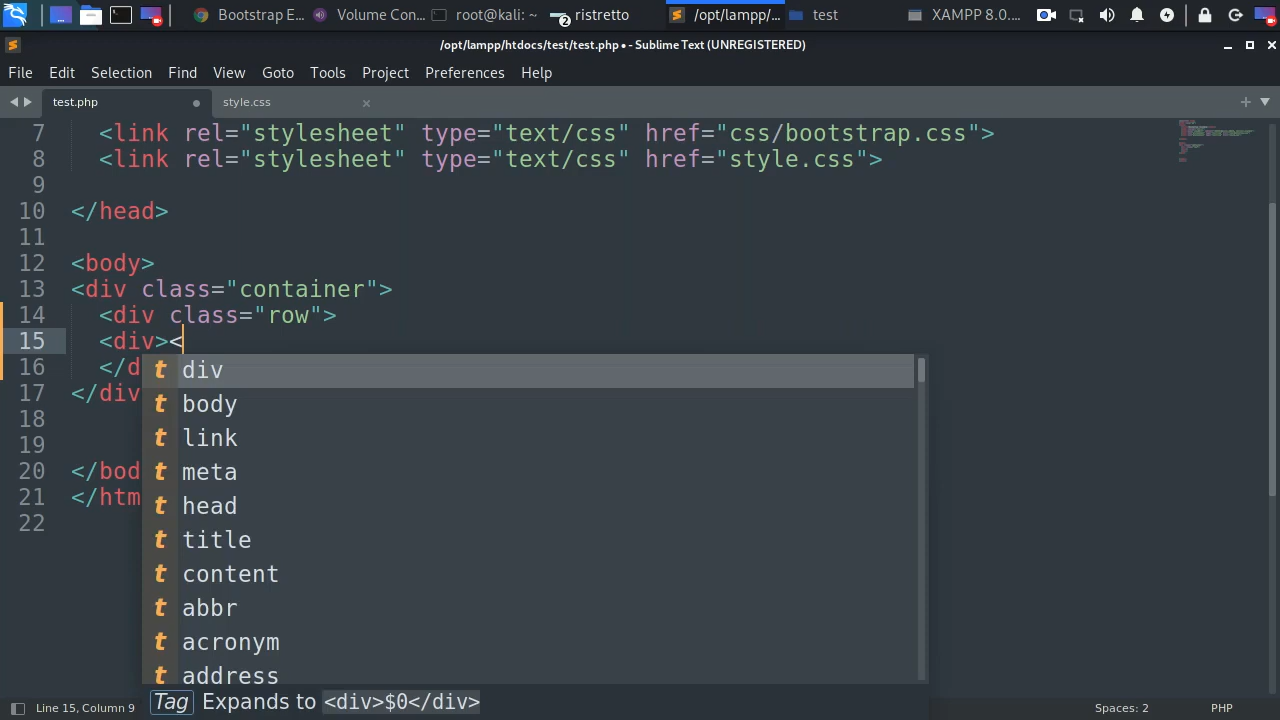 Bootstrap E... Volume Con... root@kali: ~ 2 ristretto /opt/lampp/... test XAMPP 8.0....
/opt/lampp/htdocs/test/test.php • - Sublime Text (UNREGISTERED)
File Edit Selection Find View Goto Tools Project Preferences Help
test.php style.css
7 <link rel="stylesheet" type="text/css" href="css/bootstrap.css">
8 <link rel="stylesheet" type="text/css" href="style.css">
9
10 </head>
11
12 <body>
13 <div class="container">
14 <div class="row">
15 <div><
16 </d
17 </div
18
19
20 </bod
21 </htm
22
t div
t body
t link
t meta
t head
t title
t content
t abbr
t acronym
t address
Tag Expands to <div>$0</div>
Line 15, Column 9 Spaces: 2 PHP